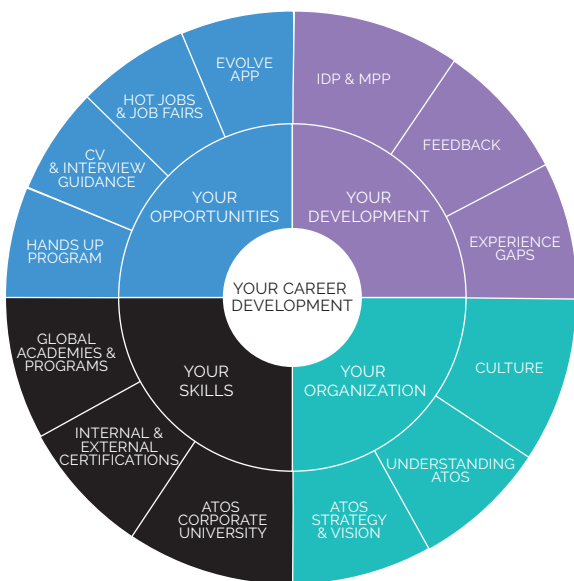 EVOLVE
APP
IDP & MPP
HOT JOBS
& JOB FAIRS
FEEDBACK
CV
& INTERVIEW
GUIDANCE
YOUR
OPPORTUNITIES
YOUR
DEVELOPMENT
HANDS UP
PROGRAM
EXPERIENCE
GAPS
YOUR CAREER
DEVELOPMENT
GLOBAL
ACADEMIES &
PROGRAMS
YOUR
SKILLS
YOUR
ORGANIZATION
CULTURE
INTERNAL &
EXTERNAL
CERTIFICATIONS
UNDERSTANDING
ATOS
ATOS
CORPORATE
UNIVERSITY
ATOS
STRATEGY
& VISION